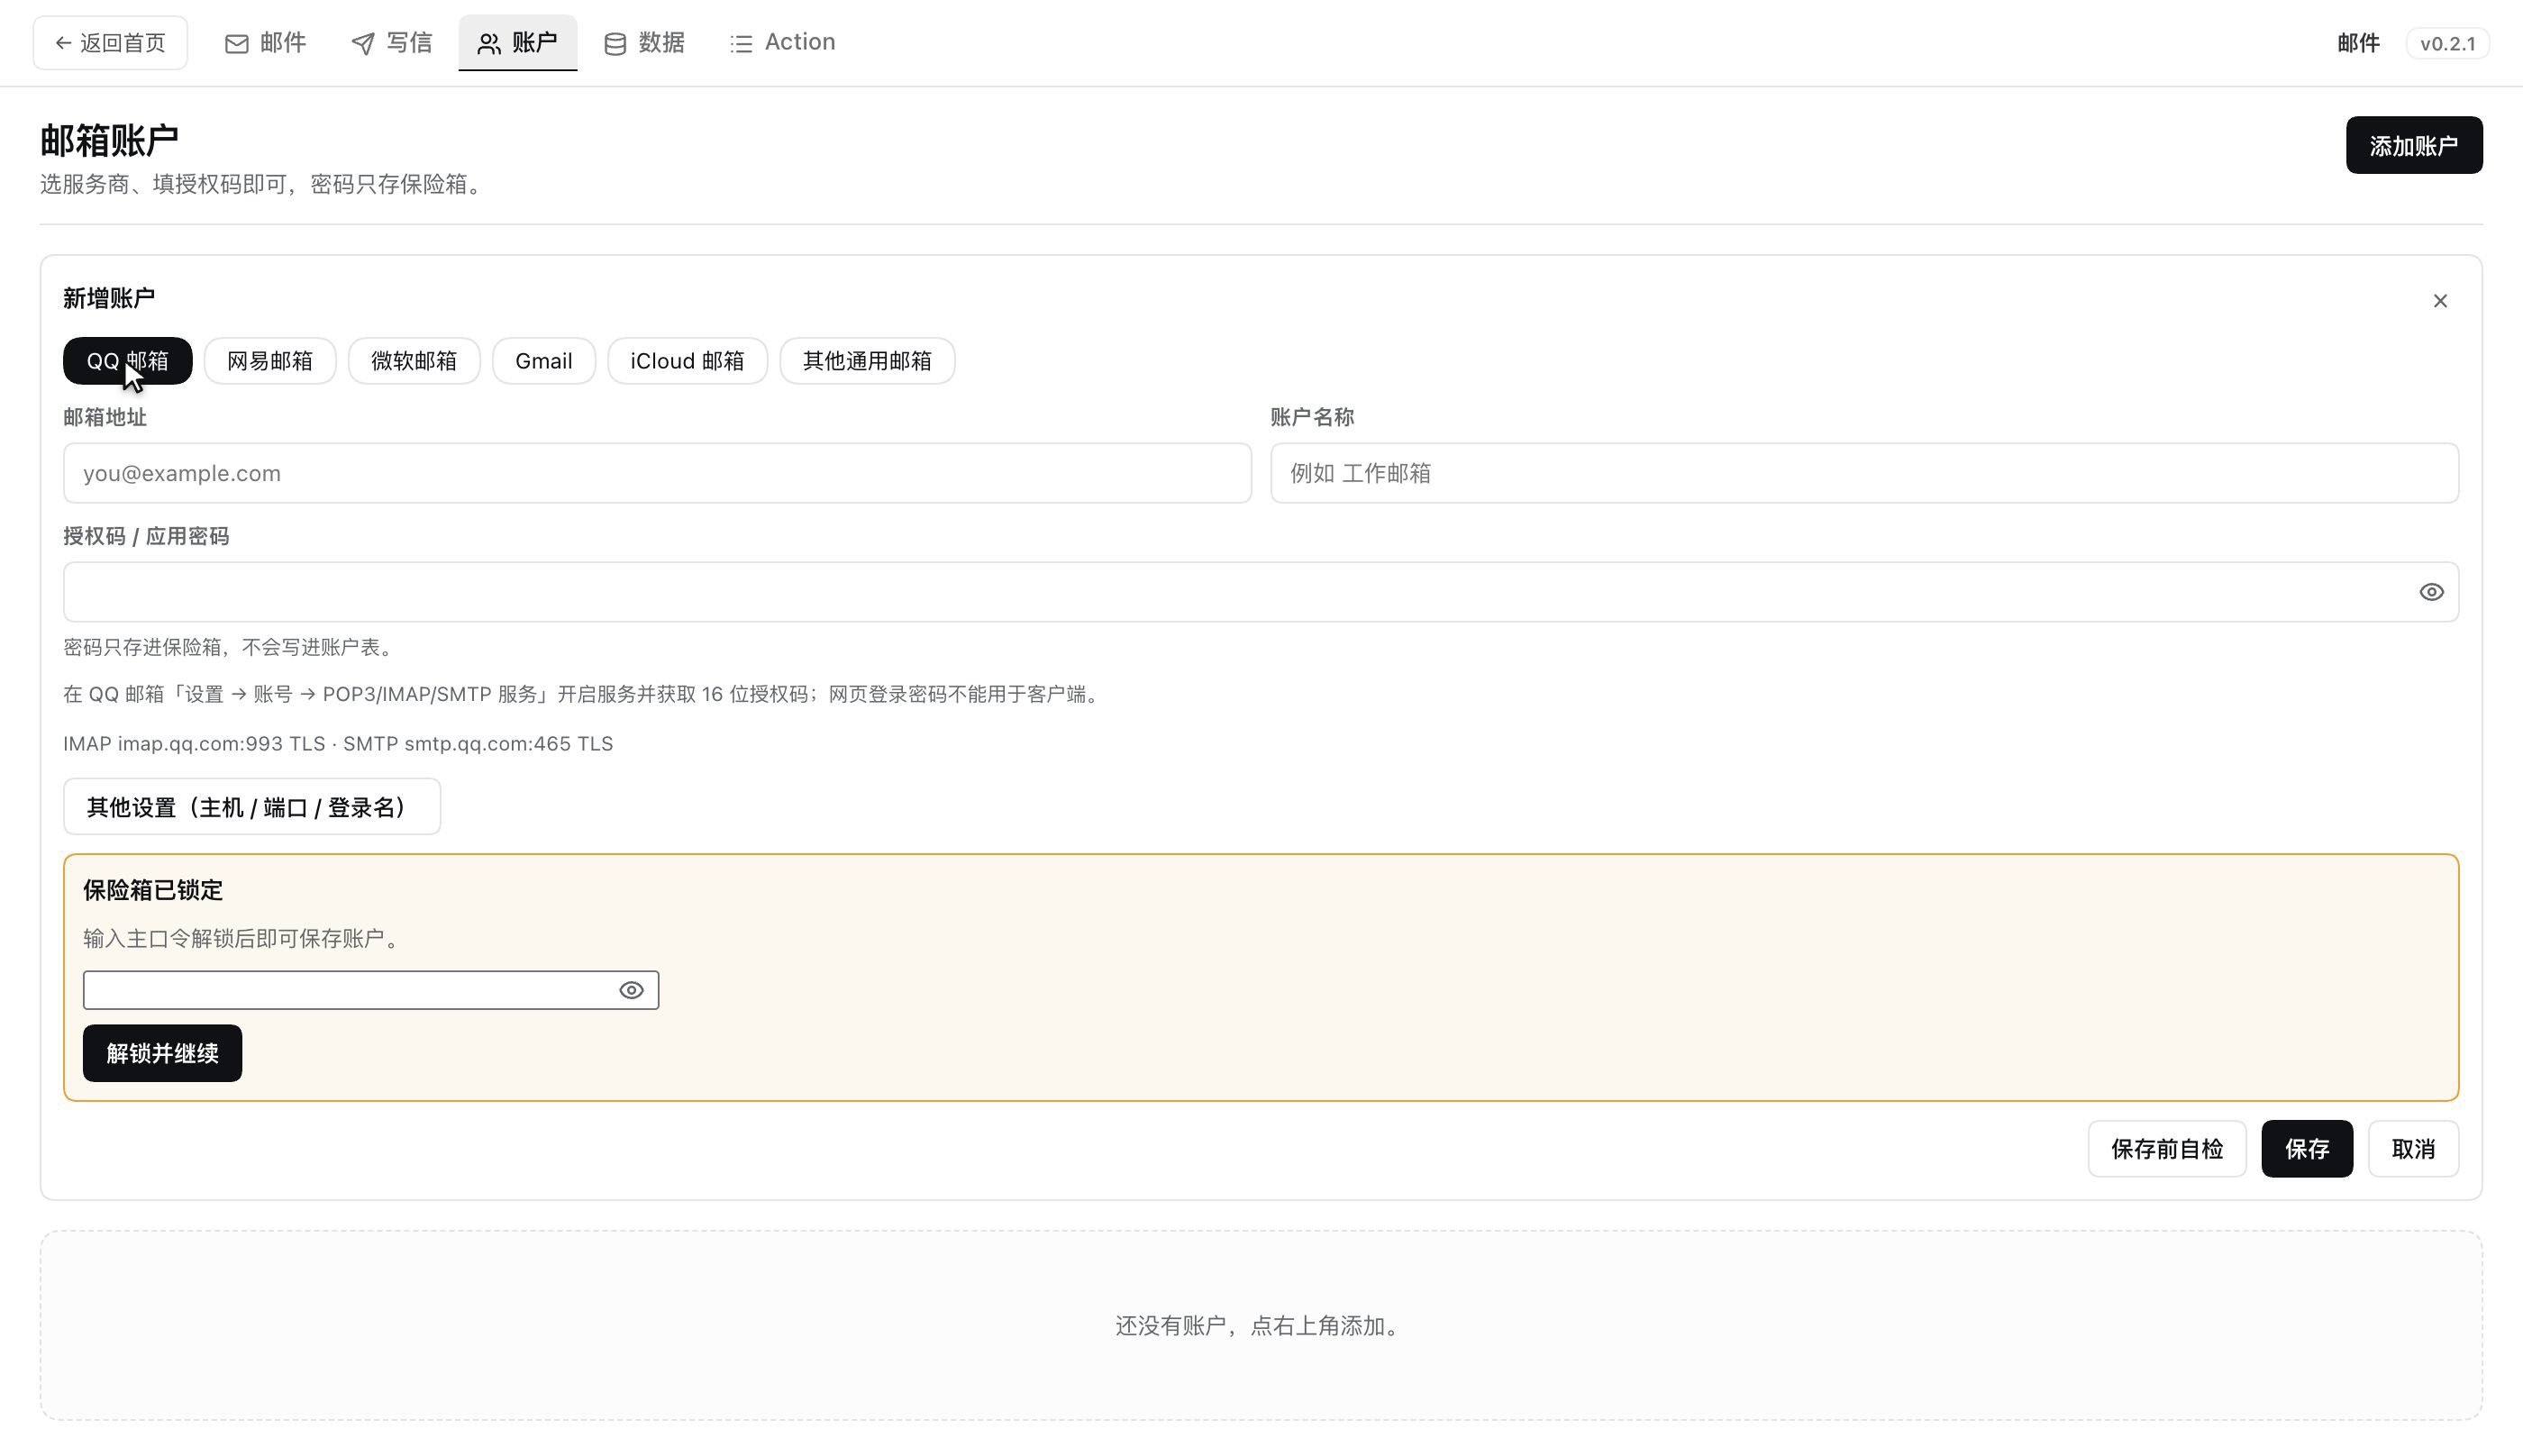 ← 返回首页 邮件 写信 账户 数据 Action 邮件 v0.2.1
邮箱账户
添加账户
选服务商、填授权码即可，密码只存保险箱。
新增账户
QQ 邮箱 网易邮箱 微软邮箱 Gmail iCloud 邮箱 其他通用邮箱
邮箱地址 账户名称
you@example.com 例如 工作邮箱
授权码 / 应用密码
密码只存进保险箱，不会写进账户表。
在 QQ 邮箱「设置 → 账号 → POP3/IMAP/SMTP 服务」开启服务并获取 16 位授权码；网页登录密码不能用于客户端。
IMAP imap.qq.com:993 TLS · SMTP smtp.qq.com:465 TLS
其他设置（主机 / 端口 / 登录名）
保险箱已锁定
输入主口令解锁后即可保存账户。
解锁并继续
保存前自检 保存 取消
还没有账户，点右上角添加。